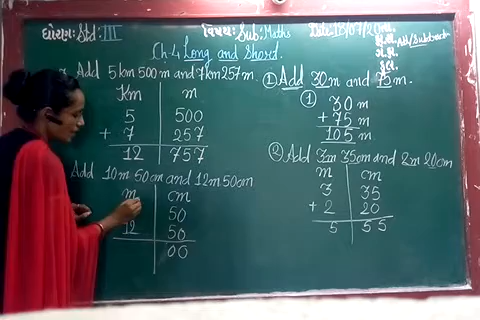 ધોરણ: Std: III વિષય: Sub: Maths Date: 13/07/20
Ch-4 Long and Short.
Add 5km 500m and 7km 257m.
Km m
5 500
+ 7 257
12 757
Add 10m 50cm and 12m 50cm
m cm
50
12 50
00
① Add 30m and 75m.
① 30 m
+ 75 m
105 m
② Add 3m 35cm and 2m 20cm
m cm
3 35
+ 2 20
5 55